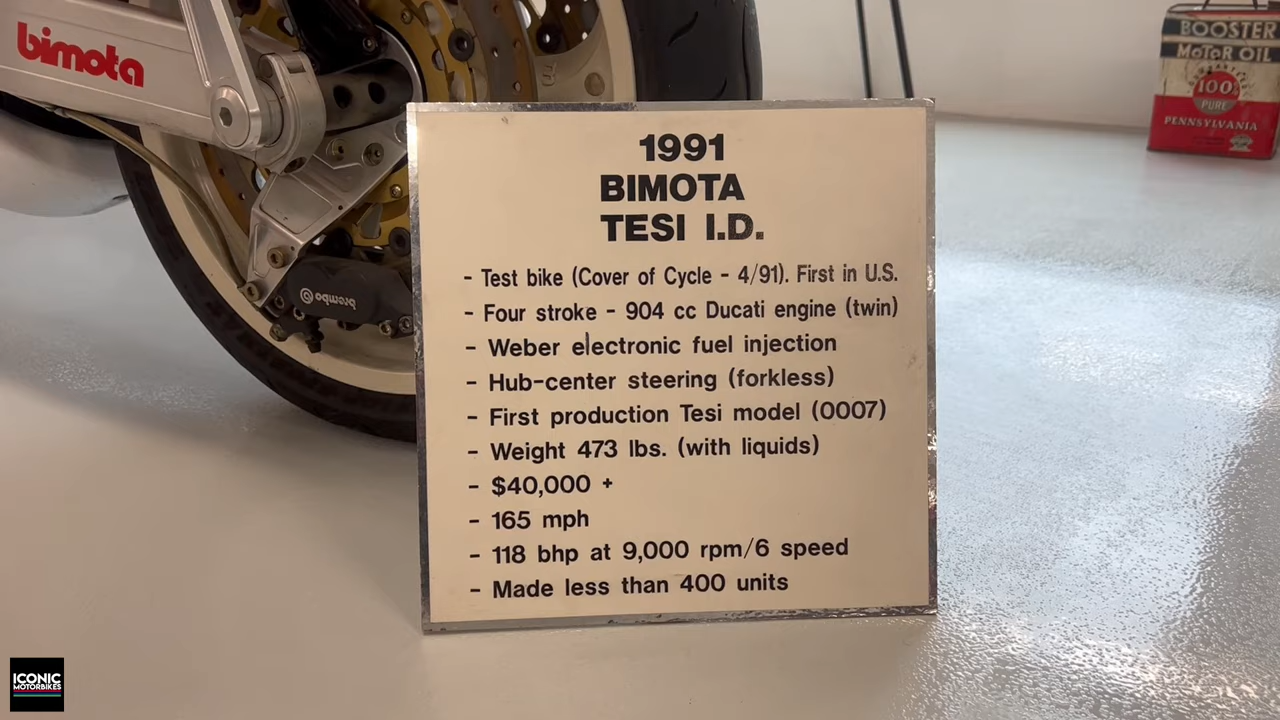 bimota
BOOSTER
MOTOR OIL
100%
PURE
PENNSYLVANIA
brembo
1991
BIMOTA
TESI I.D.
- Test bike (Cover of Cycle - 4/91). First in U.S.
- Four stroke - 904 cc Ducati engine (twin)
- Weber electronic fuel injection
- Hub-center steering (forkless)
- First production Tesi model (0007)
- Weight 473 lbs. (with liquids)
- $40,000 +
- 165 mph
- 118 bhp at 9,000 rpm/6 speed
- Made less than 400 units
ICONIC
MOTORBIKES